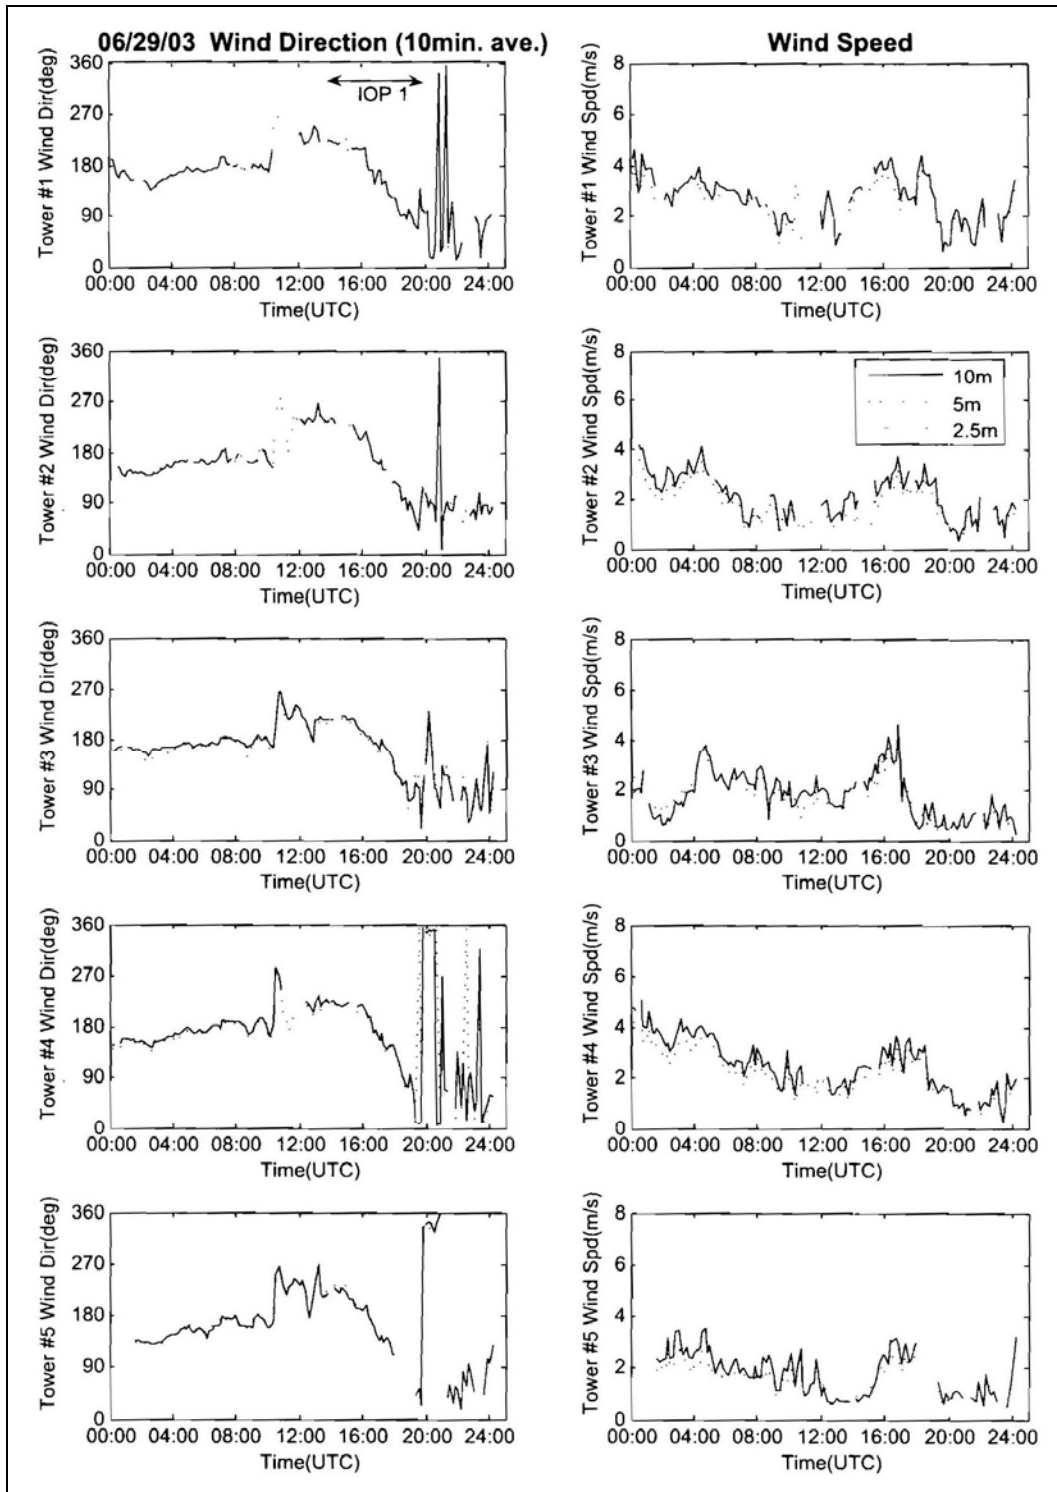 06/29/03 Wind Direction (10min. ave.)
Wind Speed
Tower #1 Wind Dir(deg)
360
270
180
90
0
IOP 1
00:00 04:00 08:00 12:00 16:00 20:00 24:00
Time(UTC)
Tower #1 Wind Spd(m/s)
8
6
4
2
0
00:00 04:00 08:00 12:00 16:00 20:00 24:00
Time(UTC)
Tower #2 Wind Dir(deg)
360
270
180
90
0
00:00 04:00 08:00 12:00 16:00 20:00 24:00
Time(UTC)
Tower #2 Wind Spd(m/s)
8
6
4
2
0
10m
5m
2.5m
00:00 04:00 08:00 12:00 16:00 20:00 24:00
Time(UTC)
Tower #3 Wind Dir(deg)
360
270
180
90
0
00:00 04:00 08:00 12:00 16:00 20:00 24:00
Time(UTC)
Tower #3 Wind Spd(m/s)
8
6
4
2
0
00:00 04:00 08:00 12:00 16:00 20:00 24:00
Time(UTC)
Tower #4 Wind Dir(deg)
360
270
180
90
0
00:00 04:00 08:00 12:00 16:00 20:00 24:00
Time(UTC)
Tower #4 Wind Spd(m/s)
8
6
4
2
0
00:00 04:00 08:00 12:00 16:00 20:00 24:00
Time(UTC)
Tower #5 Wind Dir(deg)
360
270
180
90
0
00:00 04:00 08:00 12:00 16:00 20:00 24:00
Time(UTC)
Tower #5 Wind Spd(m/s)
8
6
4
2
0
00:00 04:00 08:00 12:00 16:00 20:00 24:00
Time(UTC)